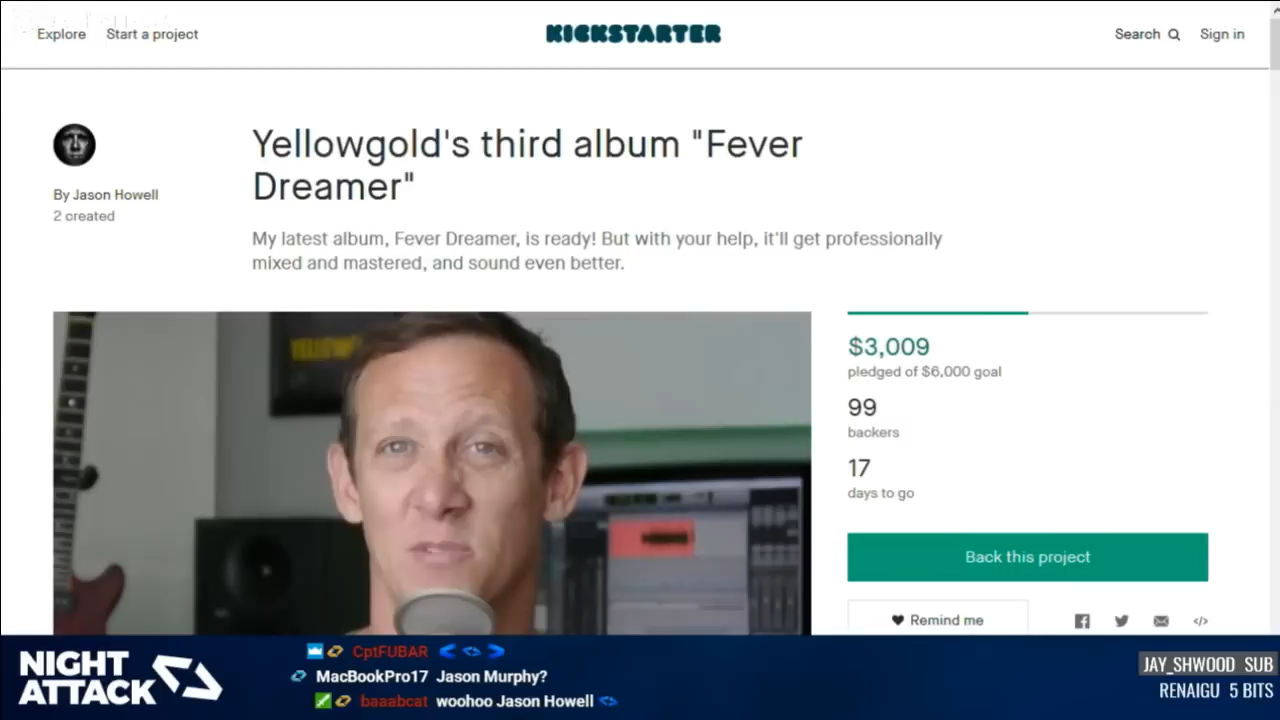 Explore Start a project KICKSTARTER Search Sign in
Yellowgold's third album "Fever
Dreamer"
By Jason Howell
2 created
My latest album, Fever Dreamer, is ready! But with your help, it'll get professionally
mixed and mastered, and sound even better.
YELLOW
$3,009
pledged of $6,000 goal
99
backers
17
days to go
Back this project
Remind me
NIGHT
ATTACK
CptFUBAR
MacBookPro17 Jason Murphy?
baaabcat woohoo Jason Howell
JAY_SHWOOD SUB
RENAIGU 5 BITS